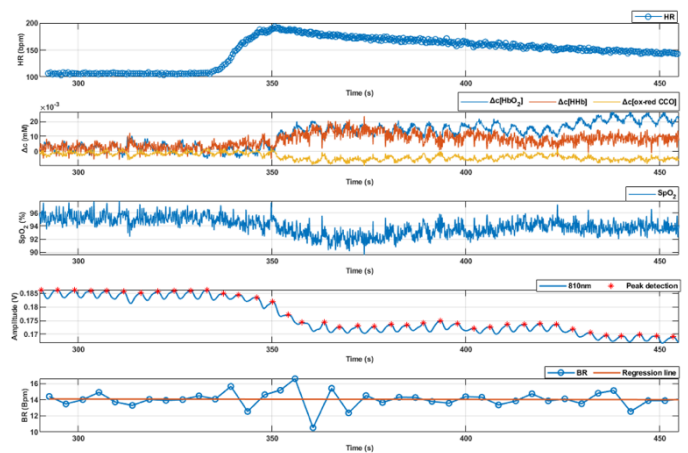 HR
200
150
100
HR (bpm)
300 350 400 450
Time (s)
Δc[HbO₂] Δc[HHb] Δc[ox-red CCO]
×10⁻³
20
10
0
Δc [mM]
300 350 400 450
Time (s)
SpO₂
96
94
92
90
SpO₂ (%)
300 350 400 450
Time (s)
810nm Peak detection
0.185
0.18
0.175
0.17
Amplitude (V)
300 350 400 450
Time (s)
BR Regression line
16
14
12
10
BR (Bpm)
300 350 400 450
Time (s)